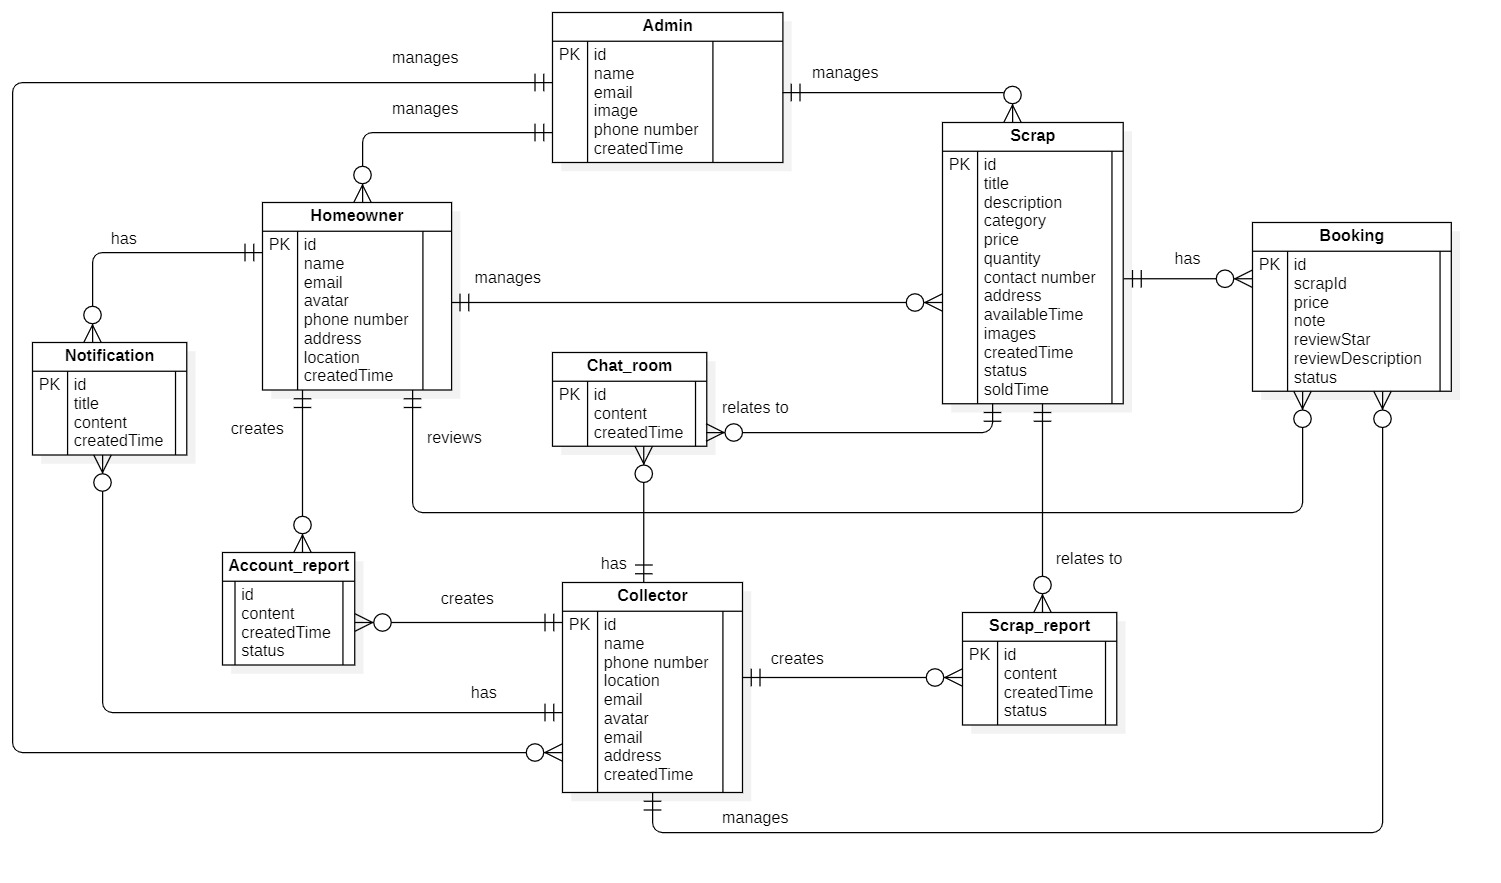 Admin
PK
id
name
email
image
phone number
createdTime
manages
manages
manages
Scrap
PK
id
title
description
category
price
quantity
contact number
address
availableTime
images
createdTime
status
soldTime
Homeowner
PK
id
name
email
avatar
phone number
address
location
createdTime
has
manages
has
Booking
PK
id
scrapId
price
note
reviewStar
reviewDescription
status
Notification
PK
id
title
content
createdTime
Chat_room
PK
id
content
createdTime
relates to
creates
reviews
has
relates to
Account_report
id
content
createdTime
status
creates
Collector
PK
id
name
phone number
location
email
avatar
email
address
createdTime
creates
Scrap_report
PK
id
content
createdTime
status
has
manages